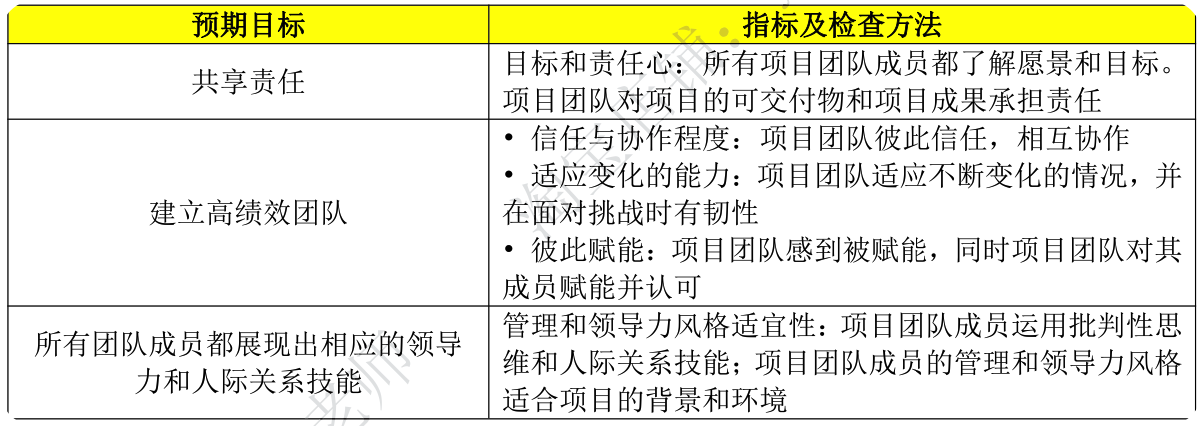 预期目标
指标及检查方法
共享责任
目标和责任心：所有项目团队成员都了解愿景和目标。
项目团队对项目的可交付物和项目成果承担责任
建立高绩效团队
• 信任与协作程度：项目团队彼此信任，相互协作
• 适应变化的能力：项目团队适应不断变化的情况，并
在面对挑战时有韧性
• 彼此赋能：项目团队感到被赋能，同时项目团队对其
成员赋能并认可
所有团队成员都展现出相应的领导
力和人际关系技能
管理和领导力风格适宜性：项目团队成员运用批判性思
维和人际关系技能；项目团队成员的管理和领导力风格
适合项目的背景和环境
淘宝店铺：
老师